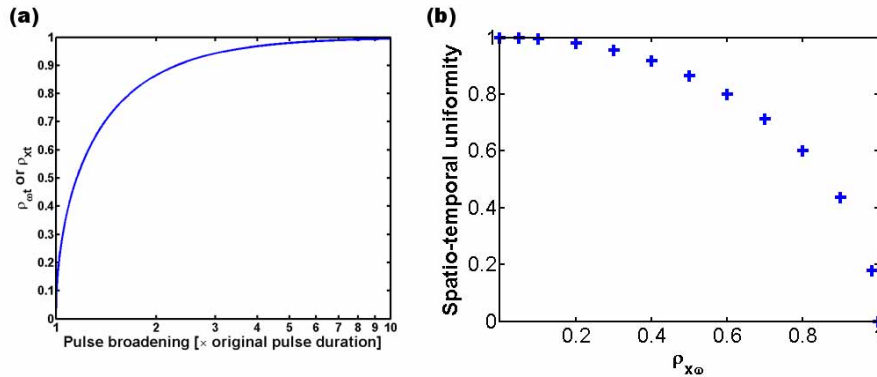 (a)
ρωt or ρxt
1
0.9
0.8
0.7
0.6
0.5
0.4
0.3
0.2
0.1
0
1 2 3 4 5 6 7 8 9 10
Pulse broadening [× original pulse duration]
(b)
Spatio-temporal uniformity
1
0.8
0.6
0.4
0.2
0
0.2 0.4 0.6 0.8
ρxω